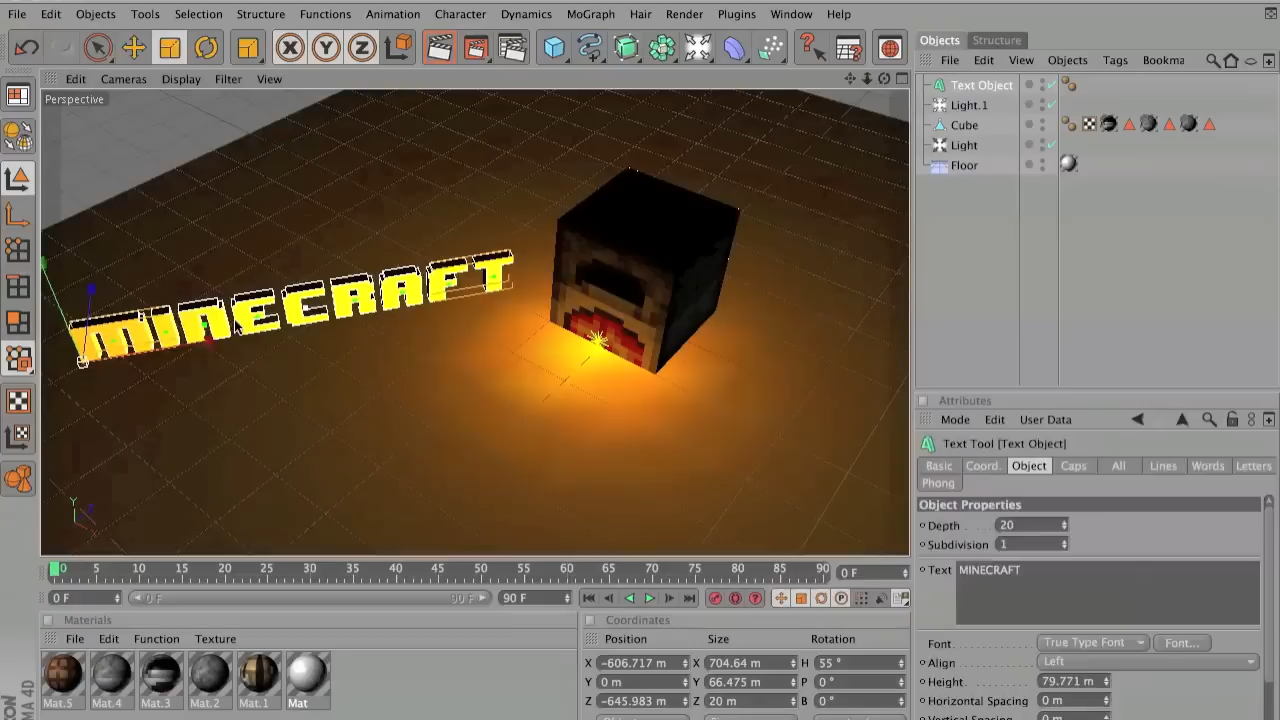 File Edit Objects Tools Selection Structure Functions Animation Character Dynamics MoGraph Hair Render Plugins Window Help
X Y Z
Objects Structure
File Edit View Objects Tags Bookma
Edit Cameras Display Filter View
Perspective
Text Object
Light.1
Cube
Light
Floor
MINECRAFT
Y
Attributes
Mode Edit User Data
Text Tool [Text Object]
Basic Coord. Object Caps All Lines Words Letters
Phong
Object Properties
Depth 20
Subdivision 1
Text MINECRAFT
Font True Type Font Font...
Align Left
Height 79.771 m
Horizontal Spacing 0 m
Vertical Spacing 0 m
0 5 10 15 20 25 30 35 40 45 50 55 60 65 70 75 80 85 90 0 F
0 F 0 F 90 F 90 F
P
Materials
File Edit Function Texture
Mat.5 Mat.4 Mat.3 Mat.2 Mat.1 Mat
Coordinates
Position Size Rotation
X -606.717 m X 704.64 m H 55 °
Y 0 m Y 66.475 m P 0 °
Z -645.983 m Z 20 m B 0 °